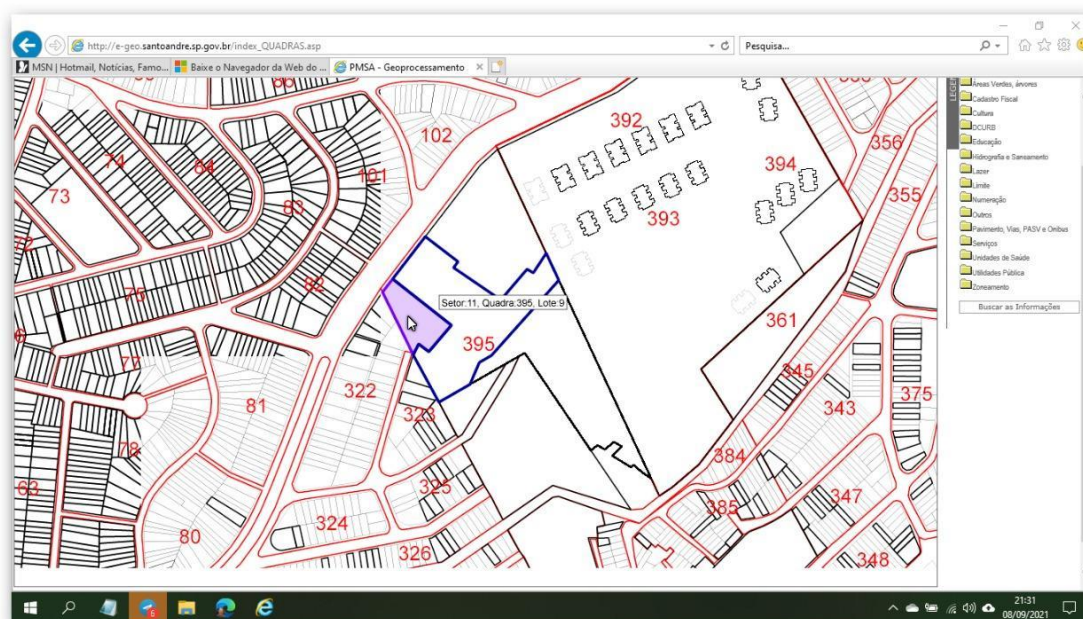 http://e-geo.santoandre.sp.gov.br/index_QUADRAS.asp
Pesquisa...
MSN | Hotmail, Notícias, Famo...
Baixe o Navegador da Web do ...
PMSA - Geoprocessamento
Áreas Verdes, árvores
Cadastro Fiscal
Cultura
DCURB
Educação
Hidrografia e Saneamento
Lazer
Limite
Numeração
Outros
Pavimento, Vias, PASV e Onibus
Serviços
Unidades de Saúde
Utilidades Pública
Zoneamento
Buscar as Informações
102
392
356
74
64
101
394
73
83
393
355
72
82
75
Setor:11, Quadra:395, Lote:9
361
395
77
322
345
375
81
323
343
78
384
63
325
385
347
80
324
326
348
21:31
08/09/2021